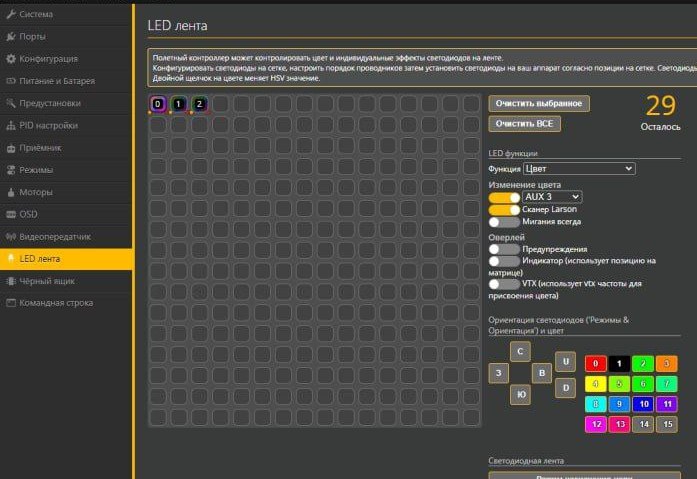 Система
Порты
Конфигурация
Питание и Батарея
Предустановки
PID настройки
Приёмник
Режимы
Моторы
OSD
Видеопередатчик
LED лента
Чёрный ящик
Командная строка
LED лента
Полетный контроллер может контролировать цвет и индивидуальные эффекты светодиодов на ленте.
Конфигурировать светодиоды на сетке, настроить порядок проводников затем установить светодиоды на ваш аппарат согласно позиции на сетке. Светодиоды
Двойной щелчок на цвете меняет HSV значение.
0 1 2
Очистить выбранное
Очистить ВСЕ
29
Осталось
LED функции
Функция Цвет
Изменение цвета
AUX 3
Сканер Larson
Мигания всегда
Оверлей
Предупреждения
Индикатор (использует позицию на
матрице)
VTX (использует vtx частоты для
присвоения цвета)
Ориентация светодиодов ('Режимы &
Ориентация') и цвет
С
З В
Ю
U
D
0 1 2 3
4 5 6 7
8 9 10 11
12 13 14 15
Светодиодная лента